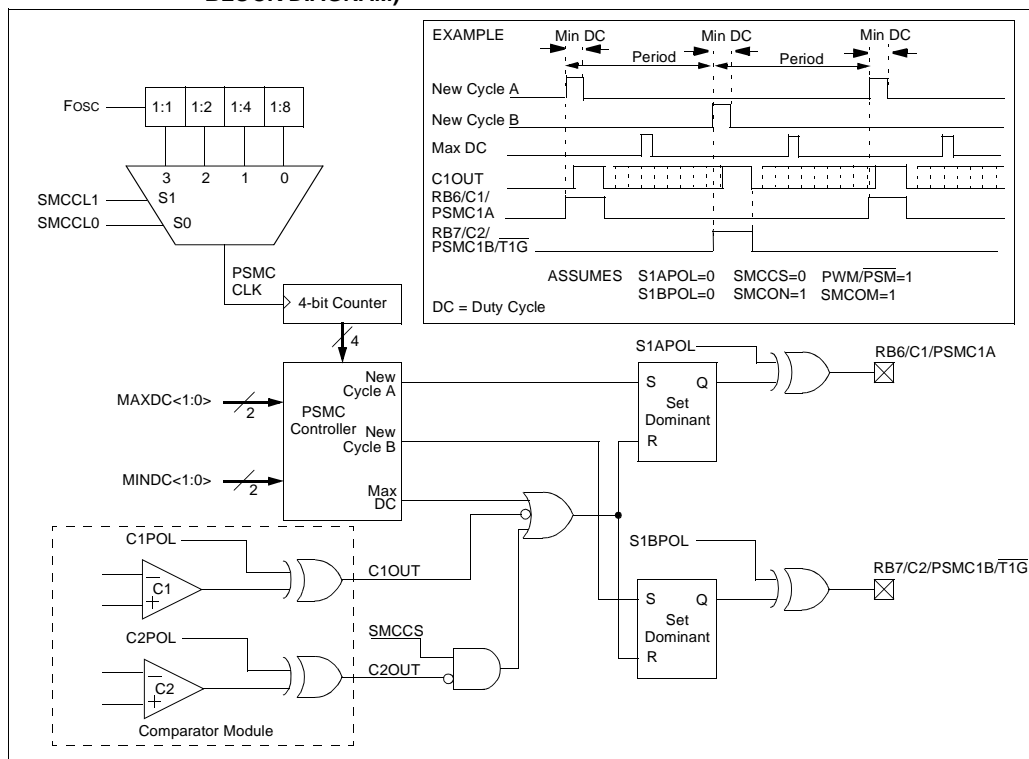 BLOCK DIAGRAM)
EXAMPLE
Min DC
Min DC
Min DC
Period
Period
New Cycle A
New Cycle B
Max DC
C1OUT
RB6/C1/
PSMC1A
RB7/C2/
PSMC1B/T1G
ASSUMES S1APOL=0 SMCCS=0 PWM/PSM=1
S1BPOL=0 SMCON=1 SMCOM=1
DC = Duty Cycle
FOSC
1:1 1:2 1:4 1:8
3 2 1 0
SMCCL1
S1
SMCCL0
S0
PSMC
CLK
4-bit Counter
4
MAXDC<1:0>
2
MINDC<1:0>
2
PSMC
Controller
New
Cycle A
New
Cycle B
Max
DC
S1APOL
S Q
Set
Dominant
R
RB6/C1/PSMC1A
S1BPOL
S Q
Set
Dominant
R
RB7/C2/PSMC1B/T1G
C1POL
C1
–
+
C1OUT
C2POL
C2
–
+
SMCCS
C2OUT
Comparator Module